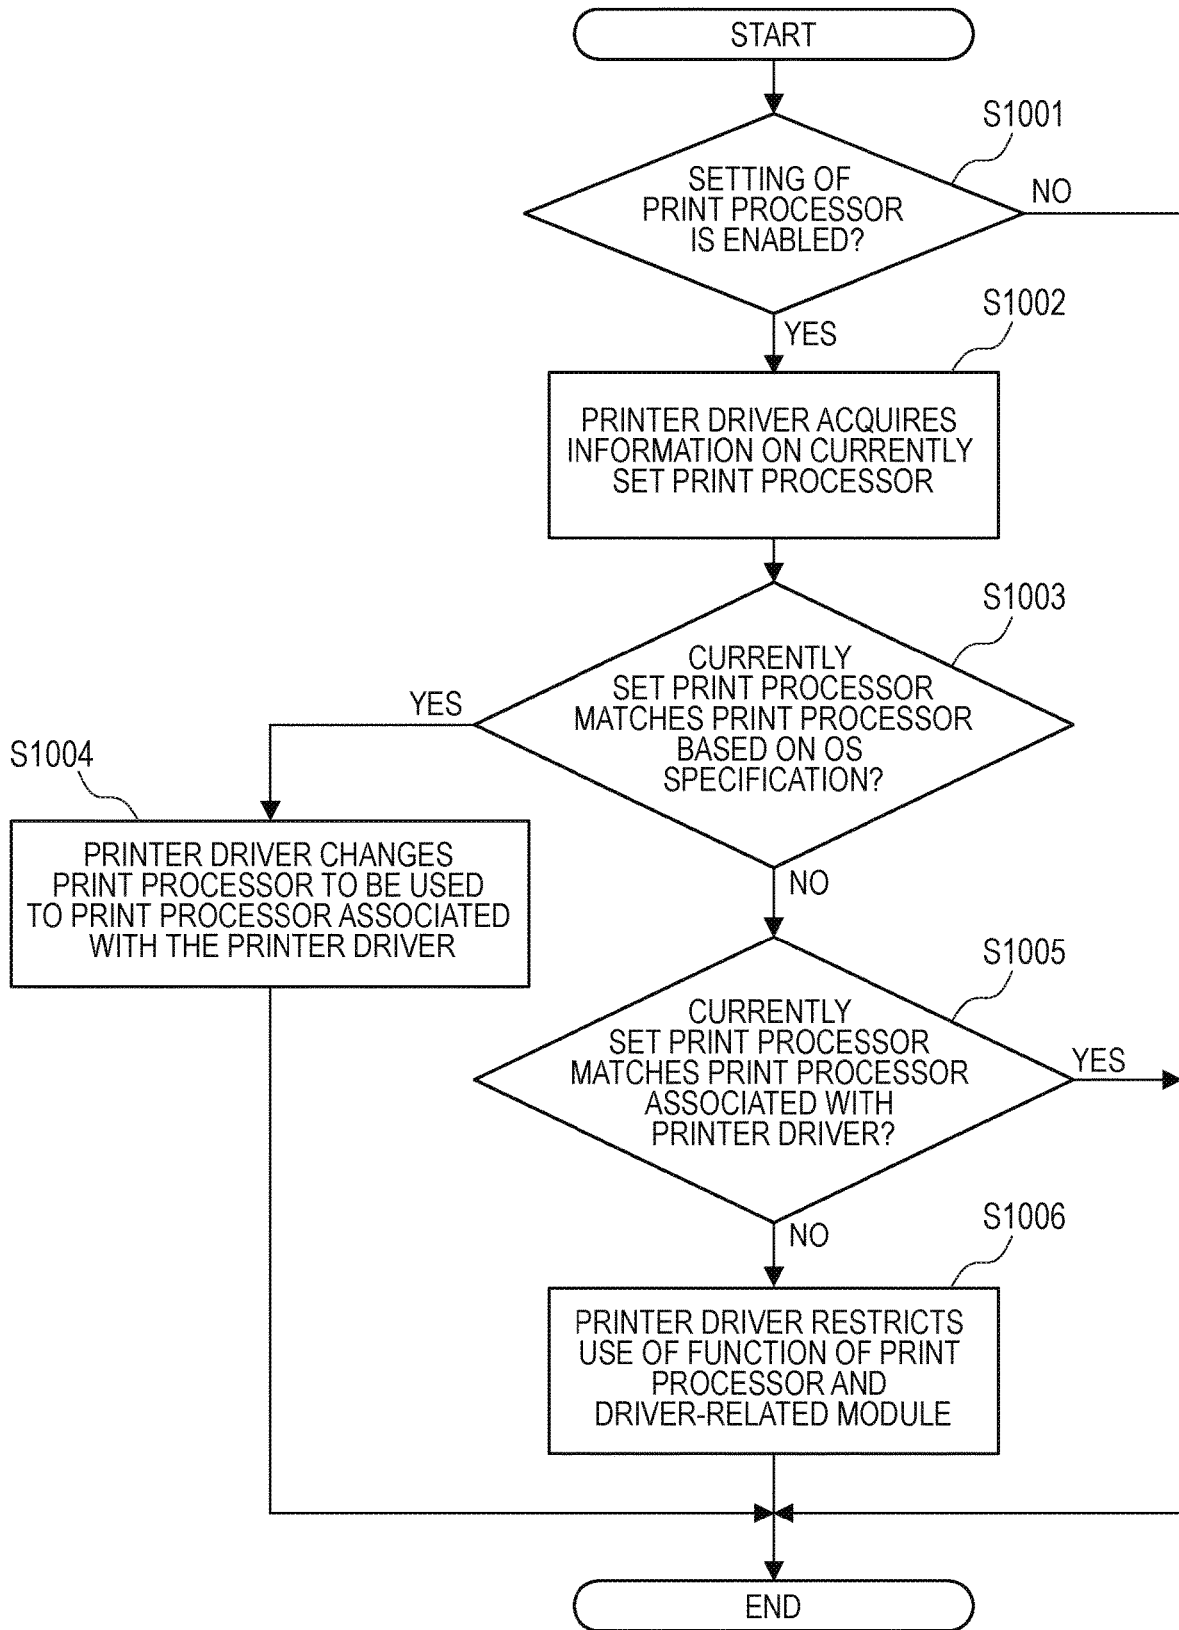 START
S1001
SETTING OF
PRINT PROCESSOR
IS ENABLED?
NO
YES
S1002
PRINTER DRIVER ACQUIRES
INFORMATION ON CURRENTLY
SET PRINT PROCESSOR
S1003
CURRENTLY
SET PRINT PROCESSOR
MATCHES PRINT PROCESSOR
BASED ON OS
SPECIFICATION?
YES
S1004
PRINTER DRIVER CHANGES
PRINT PROCESSOR TO BE USED
TO PRINT PROCESSOR ASSOCIATED
WITH THE PRINTER DRIVER
NO
S1005
CURRENTLY
SET PRINT PROCESSOR
MATCHES PRINT PROCESSOR
ASSOCIATED WITH
PRINTER DRIVER?
YES
NO
S1006
PRINTER DRIVER RESTRICTS
USE OF FUNCTION OF PRINT
PROCESSOR AND
DRIVER-RELATED MODULE
END